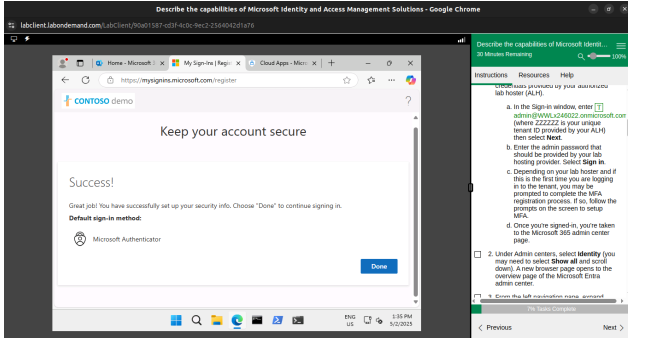 Describe the capabilities of Microsoft Identity and Access Management Solutions - Google Chrome
labclient.labondemand.com/LabClient/90a01587-cd3f-4c0c-9ec2-2564042d1a76
Home - Microsoft
My Sign-Ins | Regis
Cloud Apps - Micro
https://mysignins.microsoft.com/register
CONTOSO demo
?
Keep your account secure
Success!
Great job! You have successfully set up your security info. Choose "Done" to continue signing in.
Default sign-in method:
Microsoft Authenticator
Done
ENG
US
1:35 PM
5/2/2025
Describe the capabilities of Microsoft Identit...
30 Minutes Remaining
100%
Instructions Resources Help
credentials provided by your authorized
lab hoster (ALH).
a. In the Sign-in window, enter T
admin@WWLx246022.onmicrosoft.com
(where ZZZZZZ is your unique
tenant ID provided by your ALH)
then select Next.
b. Enter the admin password that
should be provided by your lab
hosting provider. Select Sign in.
c. Depending on your lab hoster and if
this is the first time you are logging
in to the tenant, you may be
prompted to complete the MFA
registration process. If so, follow the
prompts on the screen to setup
MFA.
d. Once you're signed-in, you're taken
to the Microsoft 365 admin center
page.
2. Under Admin centers, select Identity (you
may need to select Show all and scroll
down). A new browser page opens to the
overview page of the Microsoft Entra
admin center.
3. From the left navigation pane, expand
7% Tasks Complete
Previous
Next